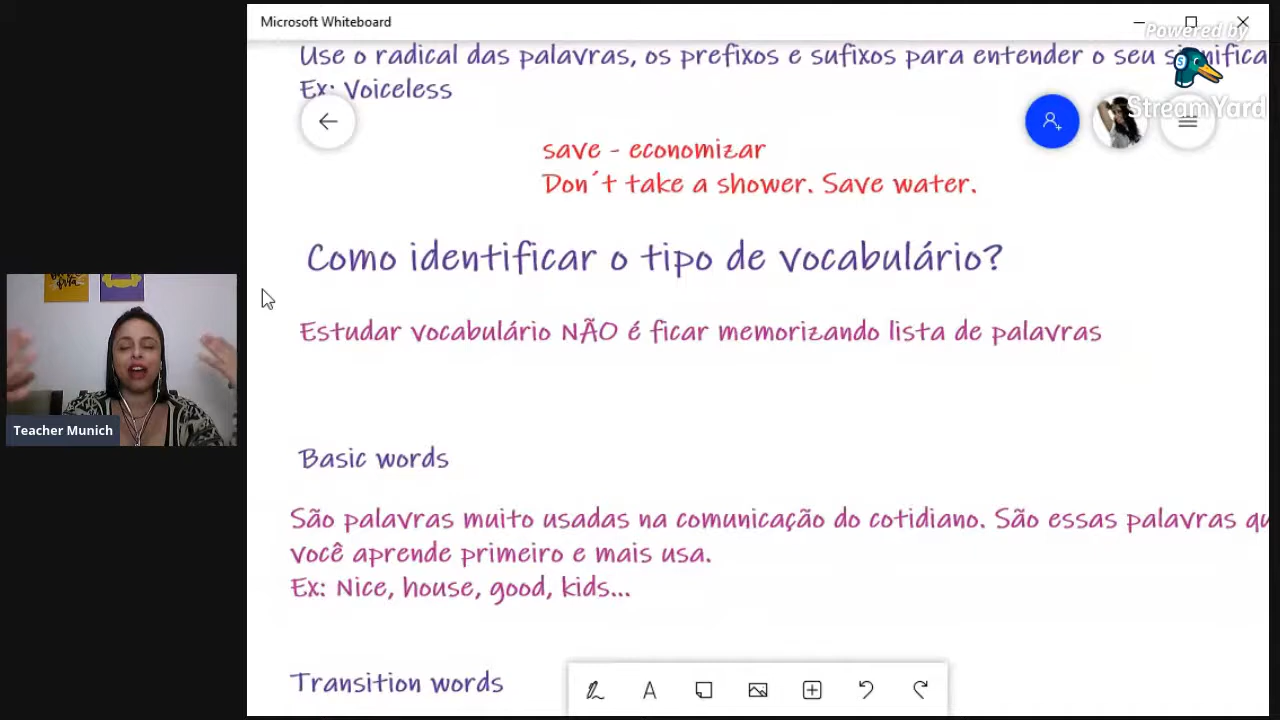 Microsoft Whiteboard
Powered by
StreamYard
Use o radical das palavras, os prefixos e sufixos para entender o seu significa
Ex: Voiceless
save - economizar
Don´t take a shower. Save water.
Como identificar o tipo de vocabulário?
Estudar vocabulário NÃO é ficar memorizando lista de palavras
Teacher Munich
Basic words
São palavras muito usadas na comunicação do cotidiano. São essas palavras qu
você aprende primeiro e mais usa.
Ex: Nice, house, good, kids...
Transition words